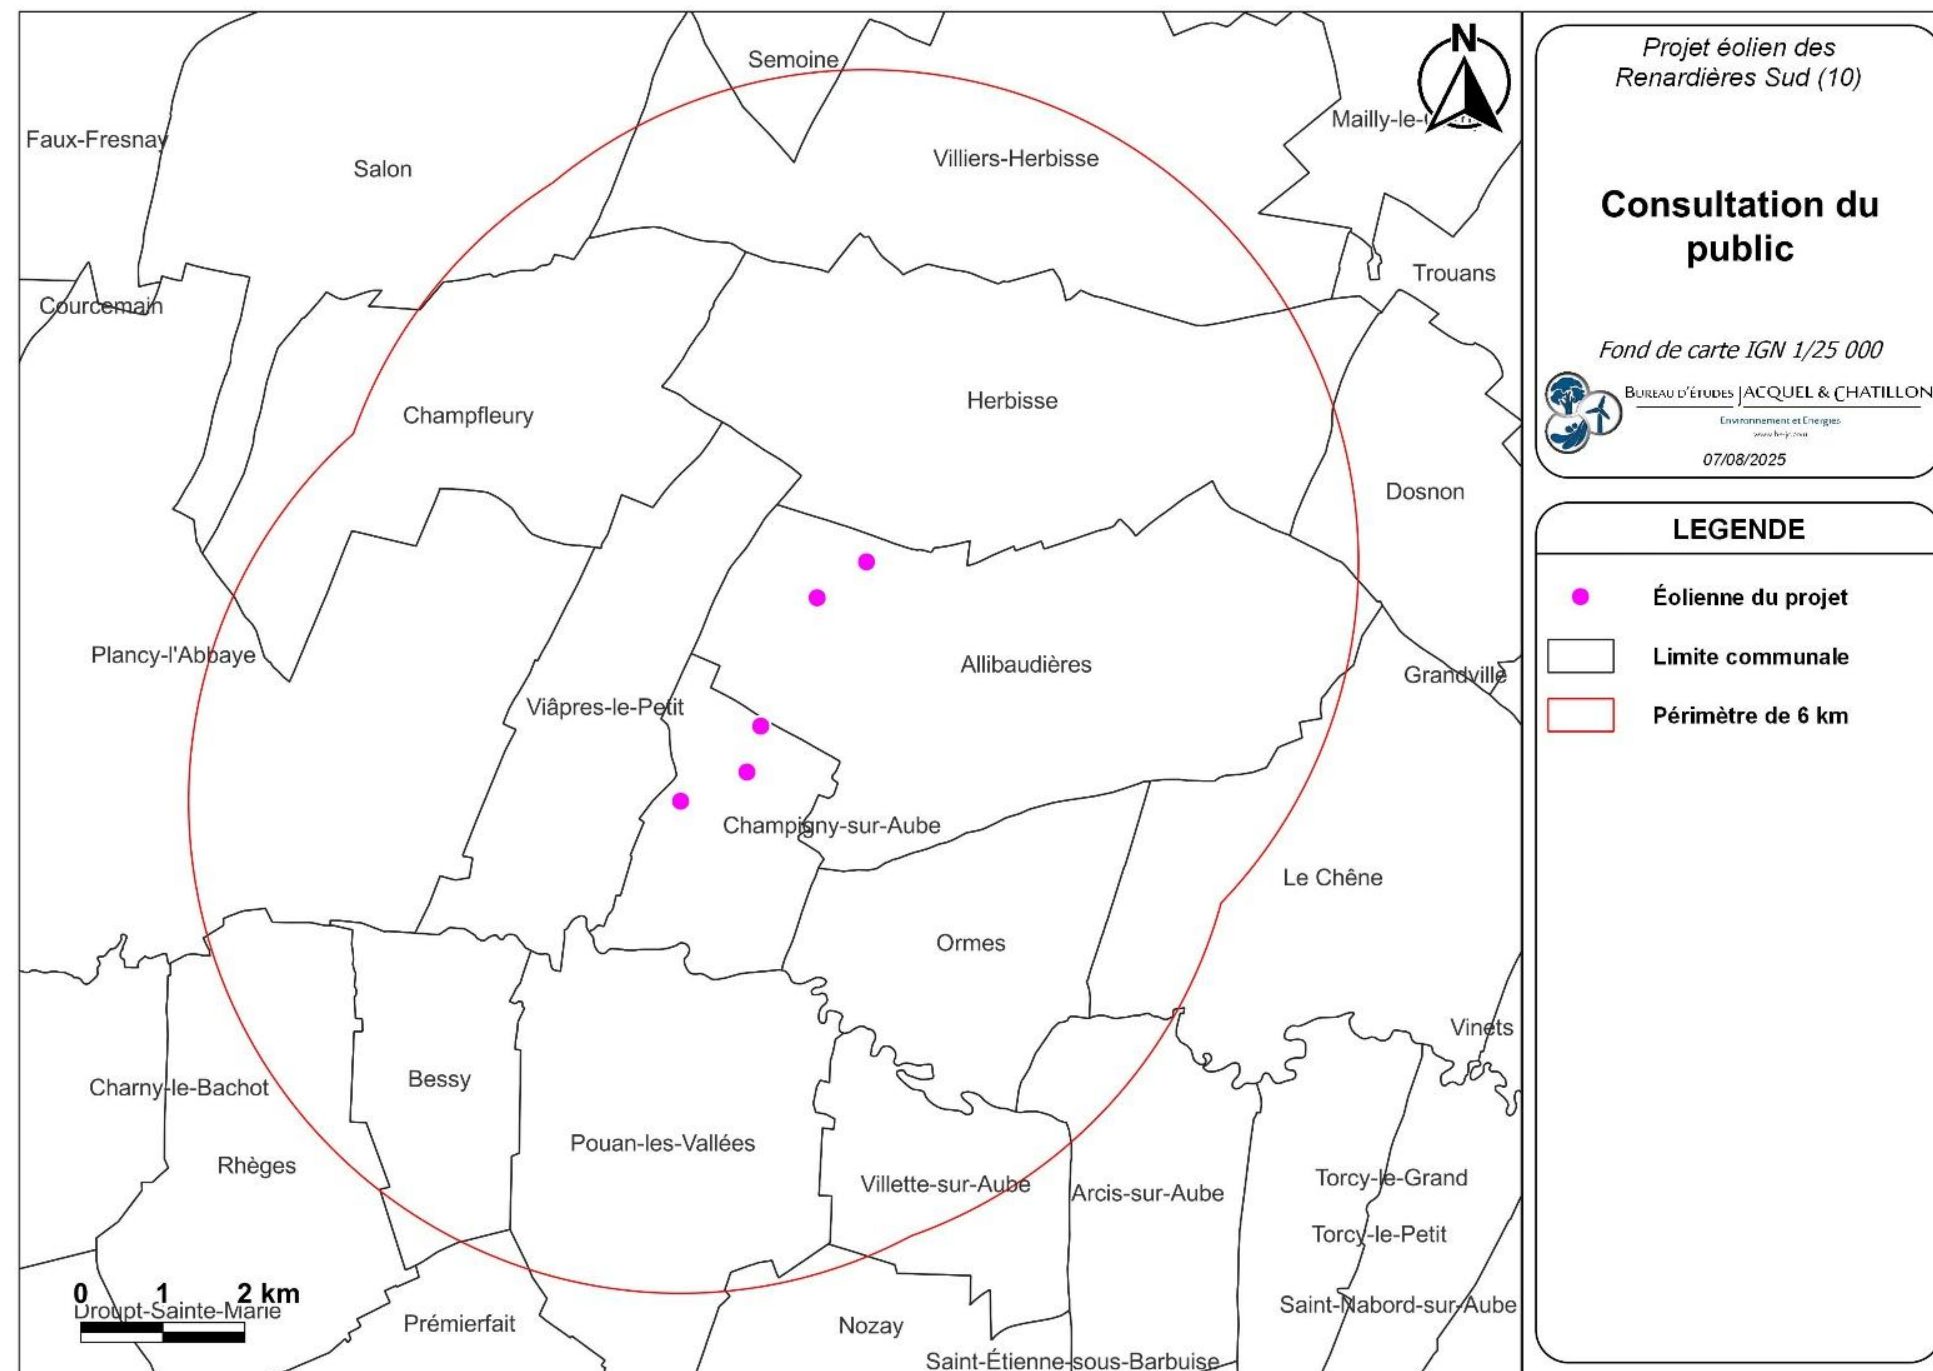 Semoine
Faux-Fresnay
Salon
Villiers-Herbisse
Mailly-le-
N
Courcemain
Trouans
Champfleury
Herbisse
Dosnon
Plancy-l'Abbaye
Viâpres-le-Petit
Allibaudières
Grandville
Champigny-sur-Aube
Le Chêne
Ormes
Vinets
Charny-le-Bachot
Bessy
Rhèges
Pouan-les-Vallées
Villette-sur-Aube
Arcis-sur-Aube
Torcy-le-Grand
Torcy-le-Petit
0 1 2 km
Droupt-Sainte-Marie
Prémierfait
Nozay
Saint-Nabord-sur-Aube
Saint-Étienne-sous-Barbuise
Projet éolien des
Renardières Sud (10)
Consultation du
public
Fond de carte IGN 1/25 000
BUREAU D'ÉTUDES JACQUEL & CHATILLON
Environnement et Energies
07/08/2025
LEGENDE
Éolienne du projet
Limite communale
Périmètre de 6 km